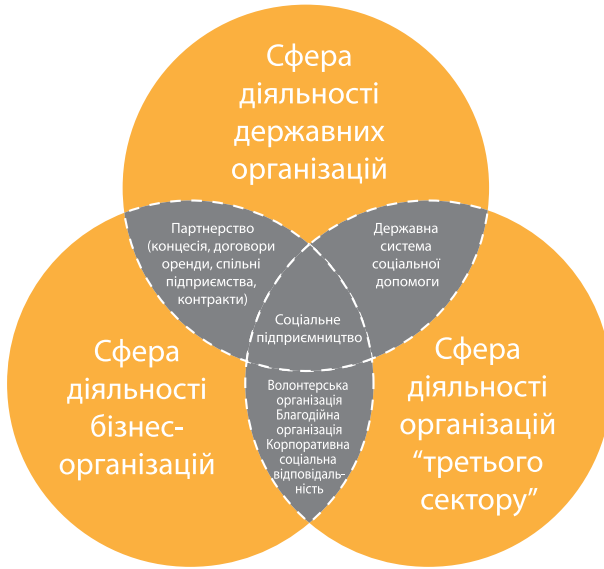 Сфера
діяльності
державних
організацій
Партнерство
(концесія, договори
оренди, спільні
підприємства,
контракти)
Державна
система
соціальної
допомоги
Соціальне
підприємництво
Сфера
діяльності
бізнес-
організацій
Волонтерська
організація
Благодійна
організація
Корпоративна
соціальна
відповідаль-
ність
Сфера
діяльності
організацій
“третього
сектору”